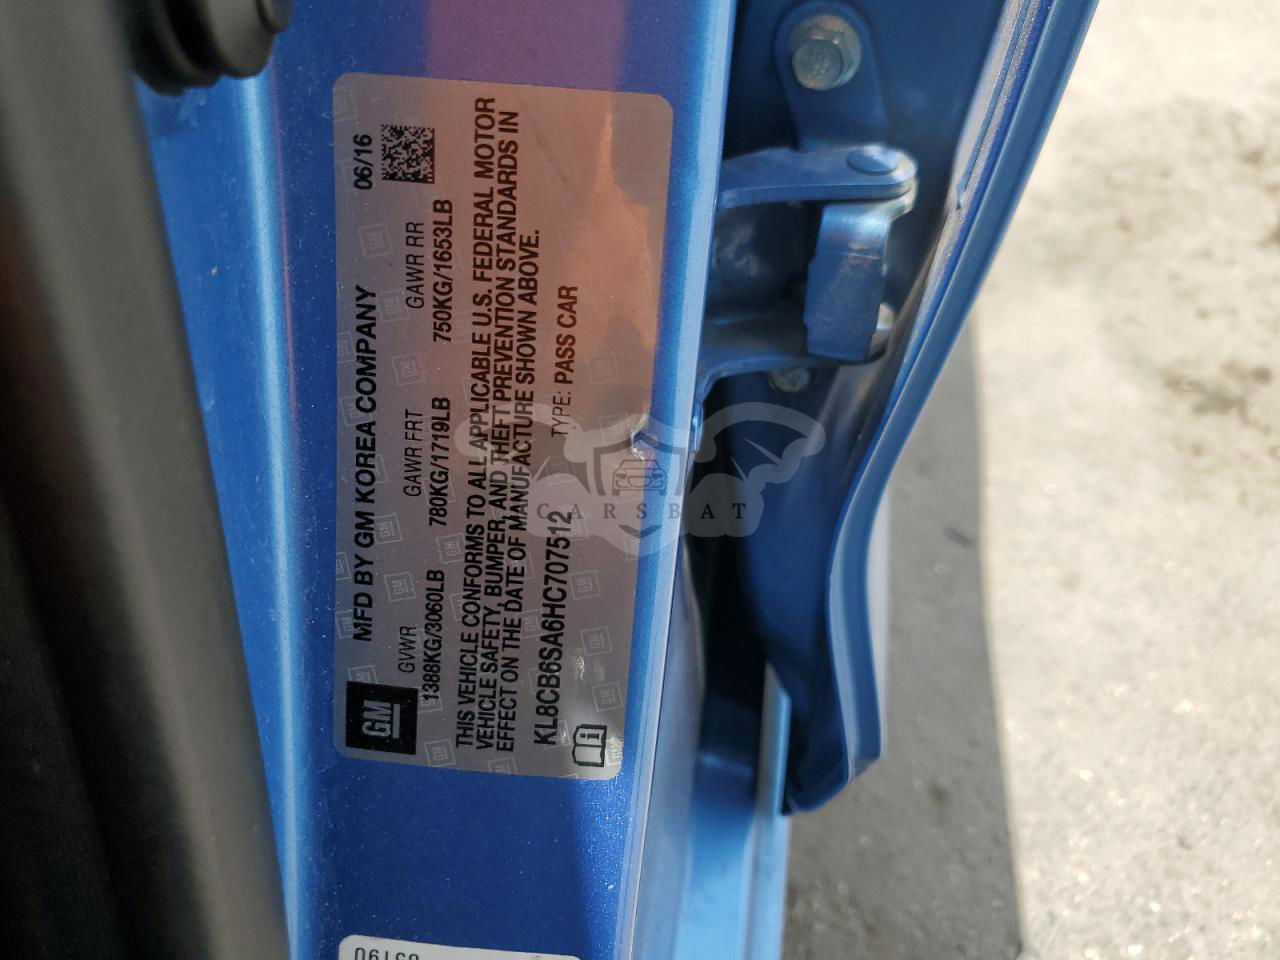 MFD BY GM KOREA COMPANY 06/16
GM
GVWR GAWR FRT GAWR RR
1388KG/3060LB 780KG/1719LB 750KG/1653LB
THIS VEHICLE CONFORMS TO ALL APPLICABLE U.S. FEDERAL MOTOR
VEHICLE SAFETY, BUMPER, AND THEFT PREVENTION STANDARDS IN
EFFECT ON THE DATE OF MANUFACTURE SHOWN ABOVE.
KL8CB6SA6HC707512 TYPE: PASS CAR
CARSBAT